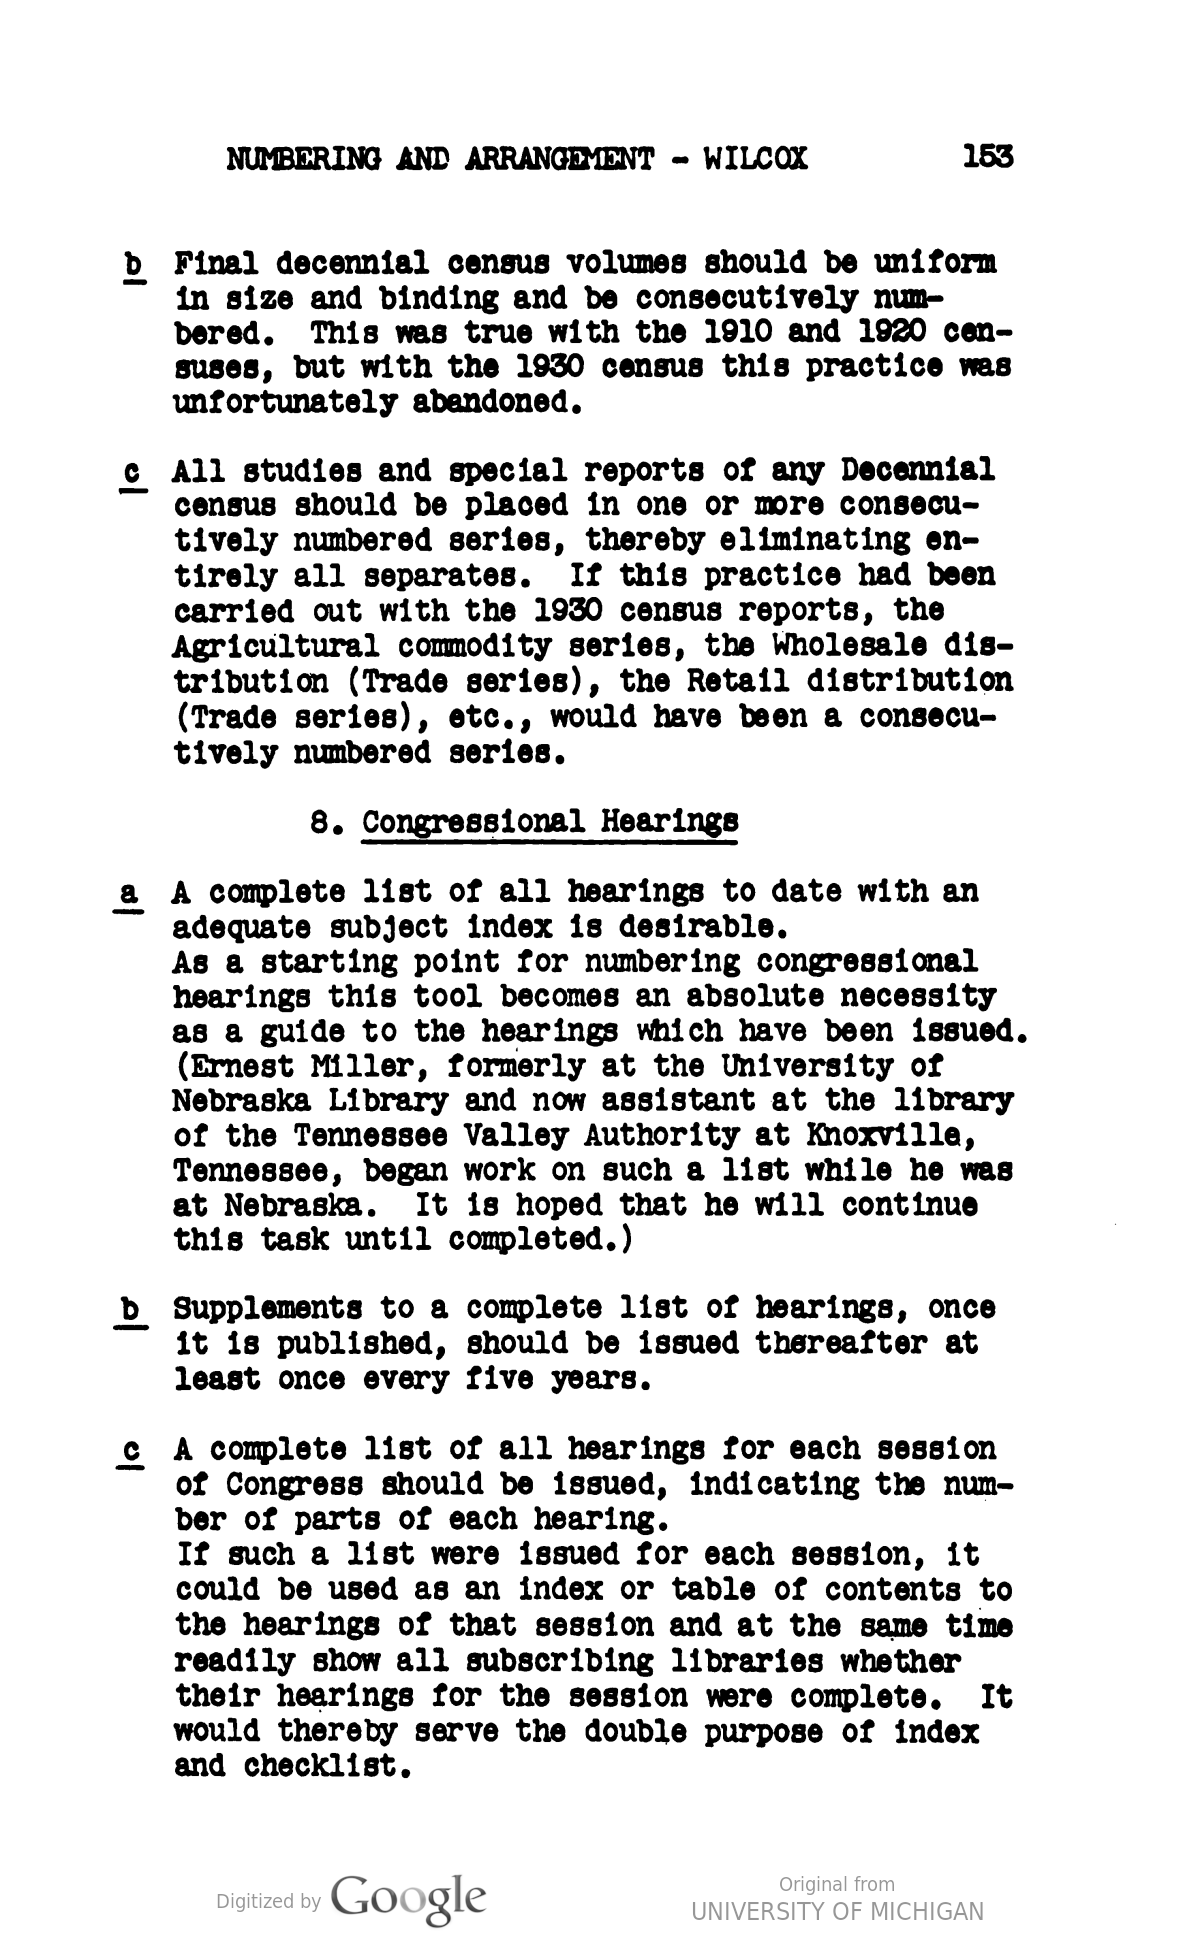 NUMBERING AND ARRANGEMENT - WILCOX 153
b Final decennial census volumes should be uniform
in size and binding and be consecutively num-
bered. This was true with the 1910 and 1920 cen-
suses, but with the 1930 census this practice was
unfortunately abandoned.
c All studies and special reports of any Decennial
census should be placed in one or more consecu-
tively numbered series, thereby eliminating en-
tirely all separates. If this practice had been
carried out with the 1930 census reports, the
Agricultural commodity series, the Wholesale dis-
tribution (Trade series), the Retail distribution
(Trade series), etc., would have been a consecu-
tively numbered series.
8. Congressional Hearings
a A complete list of all hearings to date with an
adequate subject index is desirable.
As a starting point for numbering congressional
hearings this tool becomes an absolute necessity
as a guide to the hearings which have been issued.
(Ernest Miller, formerly at the University of
Nebraska Library and now assistant at the library
of the Tennessee Valley Authority at Knoxville,
Tennessee, began work on such a list while he was
at Nebraska. It is hoped that he will continue
this task until completed.)
b Supplements to a complete list of hearings, once
it is published, should be issued thereafter at
least once every five years.
c A complete list of all hearings for each session
of Congress should be issued, indicating the num-
ber of parts of each hearing.
If such a list were issued for each session, it
could be used as an index or table of contents to
the hearings of that session and at the same time
readily show all subscribing libraries whether
their hearings for the session were complete. It
would thereby serve the double purpose of index
and checklist.
Digitized by Google
Original from
UNIVERSITY OF MICHIGAN